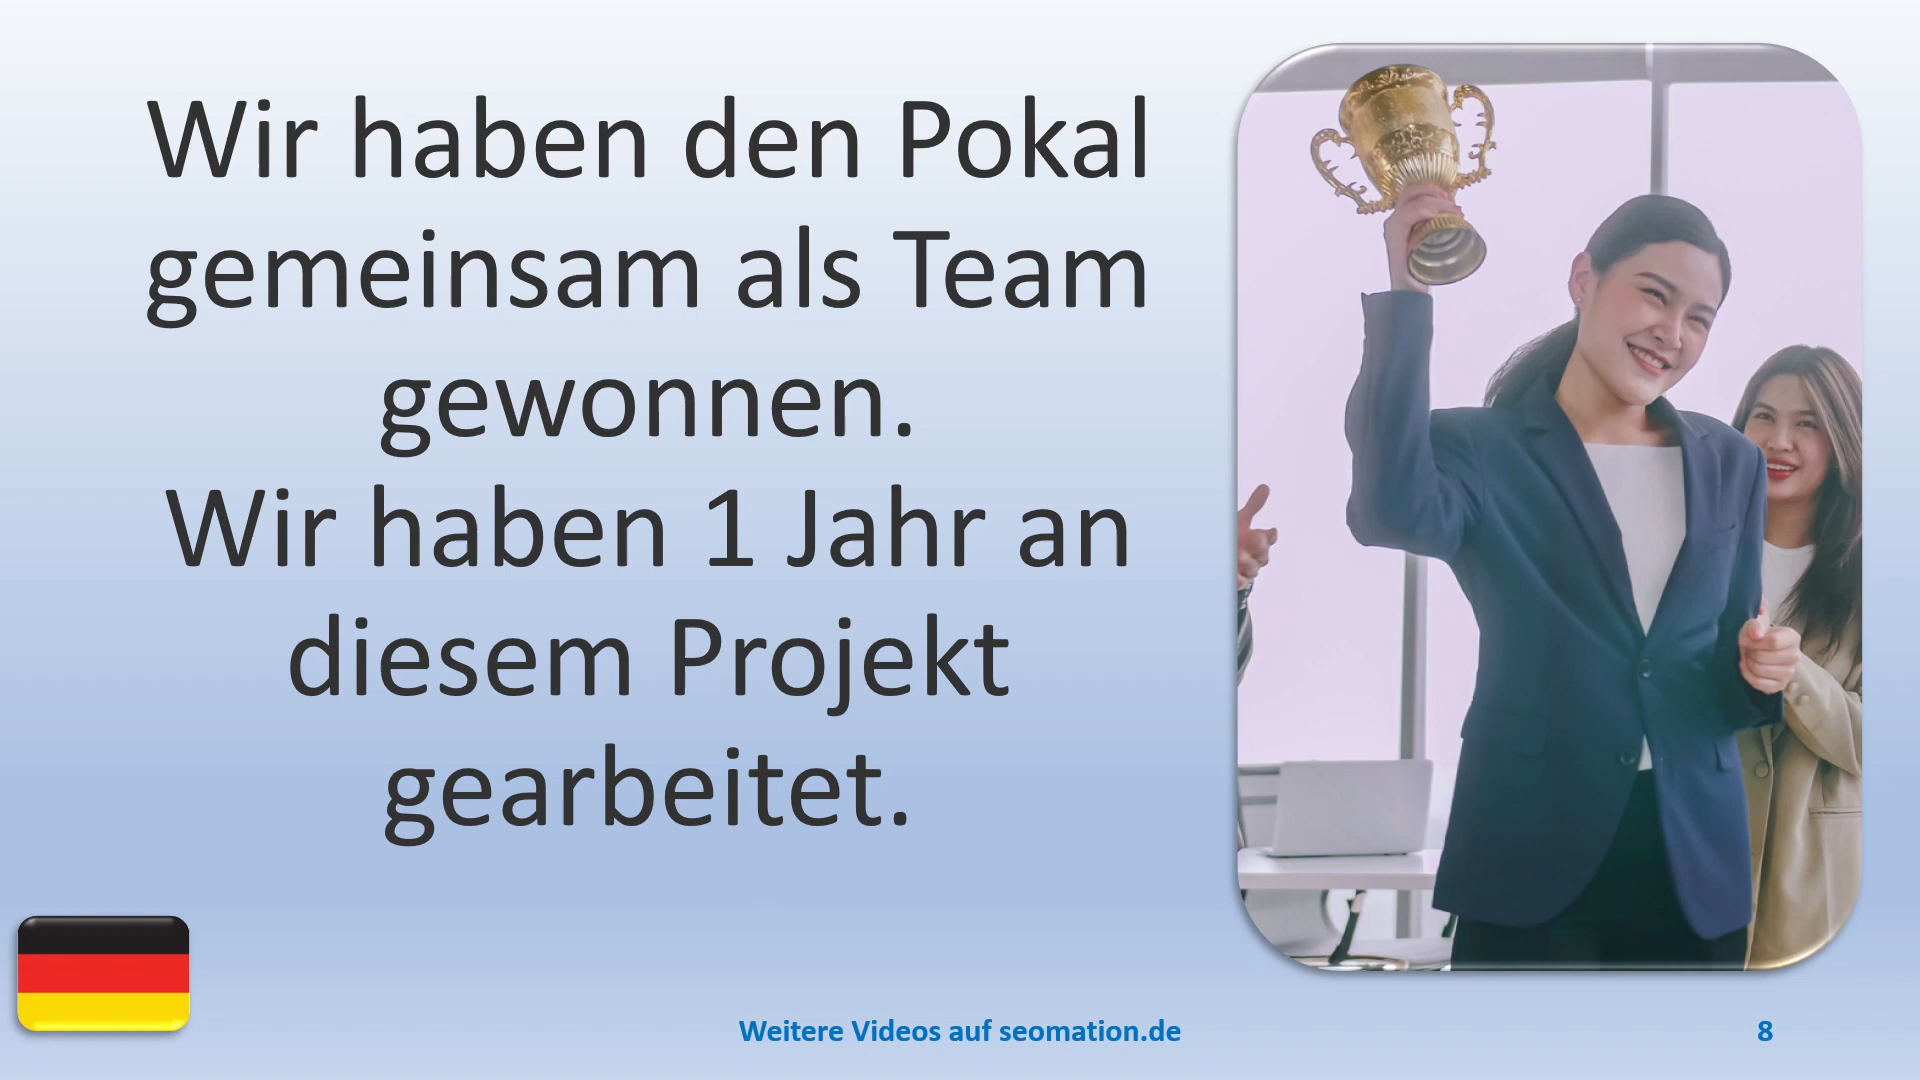 Wir haben den Pokal
gemeinsam als Team
gewonnen.
Wir haben 1 Jahr an
diesem Projekt
gearbeitet.
Weitere Videos auf seomation.de
8